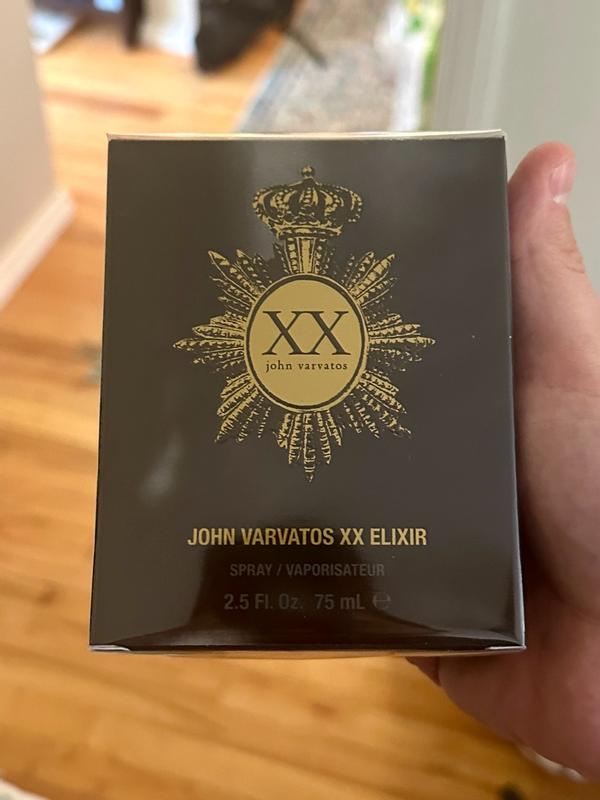 XX
john varvatos
JOHN VARVATOS XX ELIXIR
SPRAY / VAPORISATEUR
2.5 Fl. Oz. 75 mL ℮